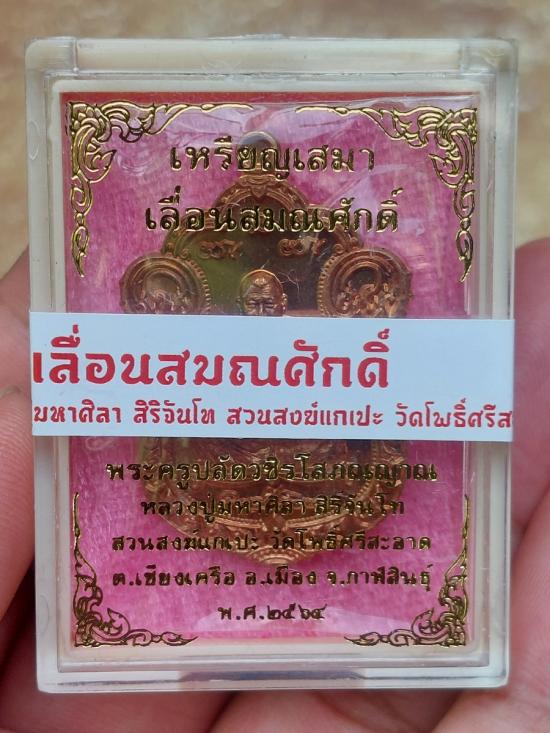 เหรียญเสมา
เลื่อนสมณศักดิ์
เลื่อนสมณศักดิ์
มหาศิลา สิริจันโท สวนสงฆ์แกเปะ วัดโพธิ์ศรีส
พระครูปลัดวชิรโสภณญาณ
หลวงปู่มหาศิลา สิริจันโท
สวนสงฆ์แกเปะ วัดโพธิ์ศรีสะอาด
ต.เชียงเครือ อ.เมือง จ.กาฬสินธุ์
พ.ศ.๒๕๖๔